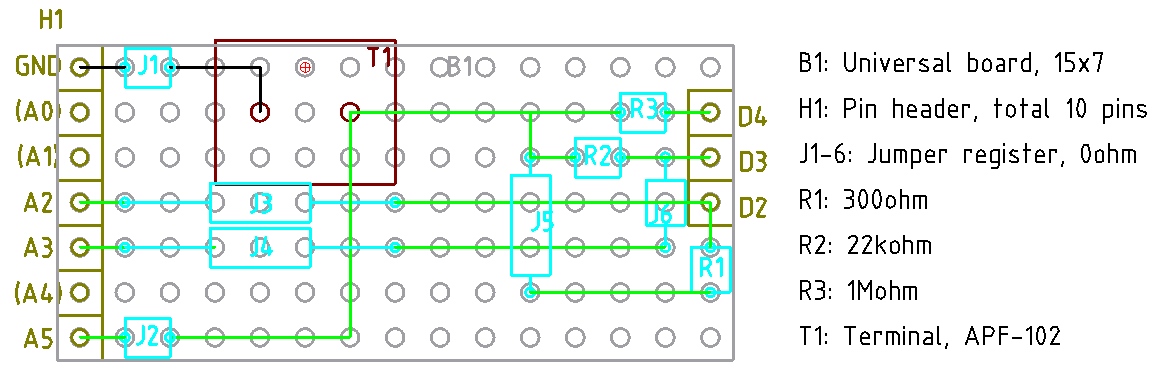 H1
GND
J1
T1
B1
(A0)
R3
D4
(A1)
R2
D3
A2
J3
J5
J6
D2
A3
J4
R1
(A4)
A5
J2
B1: Universal board, 15x7
H1: Pin header, total 10 pins
J1-6: Jumper register, 0ohm
R1: 300ohm
R2: 22kohm
R3: 1Mohm
T1: Terminal, APF-102